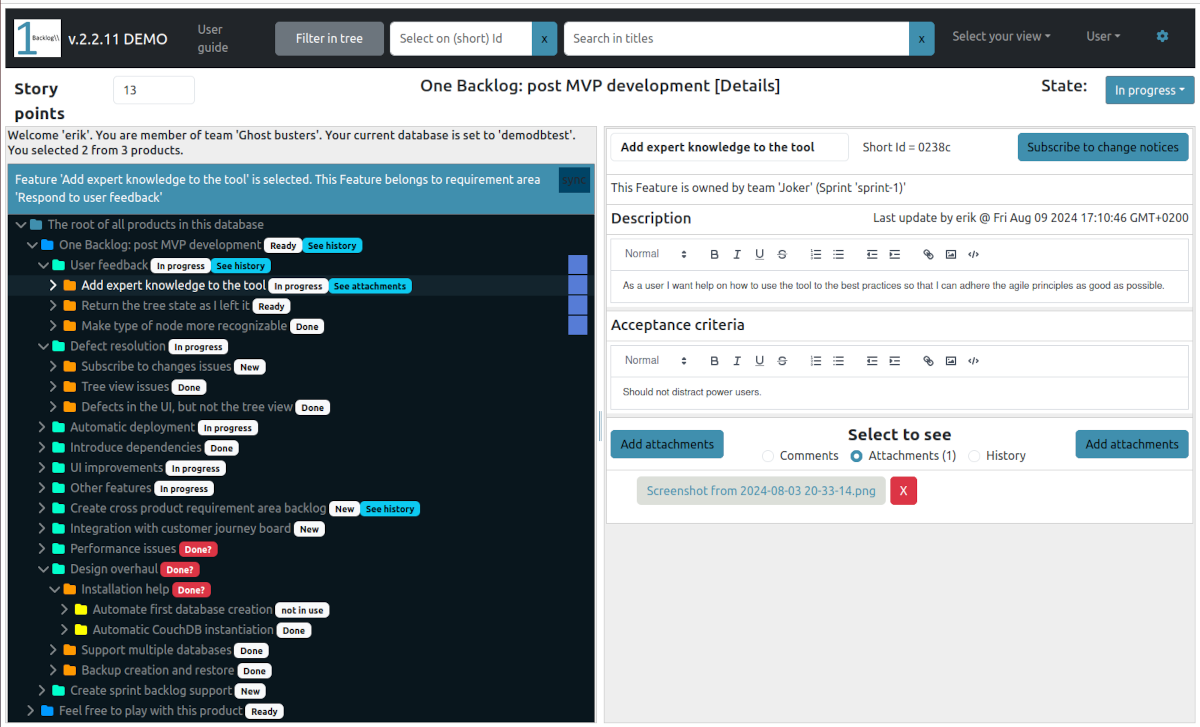 1 Backlog\\ v.2.2.11 DEMO User guide Filter in tree Select on (short) Id x Search in titles x Select your view User
Story points 13 One Backlog: post MVP development [Details] State: In progress
Welcome 'erik'. You are member of team 'Ghost busters'. Your current database is set to 'demodbtest'.
You selected 2 from 3 products.
Feature 'Add expert knowledge to the tool' is selected. This Feature belongs to requirement area
'Respond to user feedback'
sync
The root of all products in this database
One Backlog: post MVP development Ready See history
User feedback In progress See history
Add expert knowledge to the tool In progress See attachments
Return the tree state as I left it Ready
Make type of node more recognizable Done
Defect resolution In progress
Subscribe to changes issues New
Tree view issues Done
Defects in the UI, but not the tree view Done
Automatic deployment In progress
Introduce dependencies Done
UI improvements In progress
Other features In progress
Create cross product requirement area backlog New See history
Integration with customer journey board New
Performance issues Done?
Design overhaul Done?
Installation help Done?
Automate first database creation not in use
Automatic CouchDB instantiation Done
Support multiple databases Done
Backup creation and restore Done
Create sprint backlog support New
Feel free to play with this product Ready
Add expert knowledge to the tool Short Id = 0238c Subscribe to change notices
This Feature is owned by team 'Joker' (Sprint 'sprint-1)'
Description Last update by erik @ Fri Aug 09 2024 17:10:46 GMT+0200
Normal B I U S
As a user I want help on how to use the tool to the best practices so that I can adhere the agile principles as good as possible.
Acceptance criteria
Normal B I U S
Should not distract power users.
Add attachments Select to see Add attachments
Comments Attachments (1) History
Screenshot from 2024-08-03 20-33-14.png X